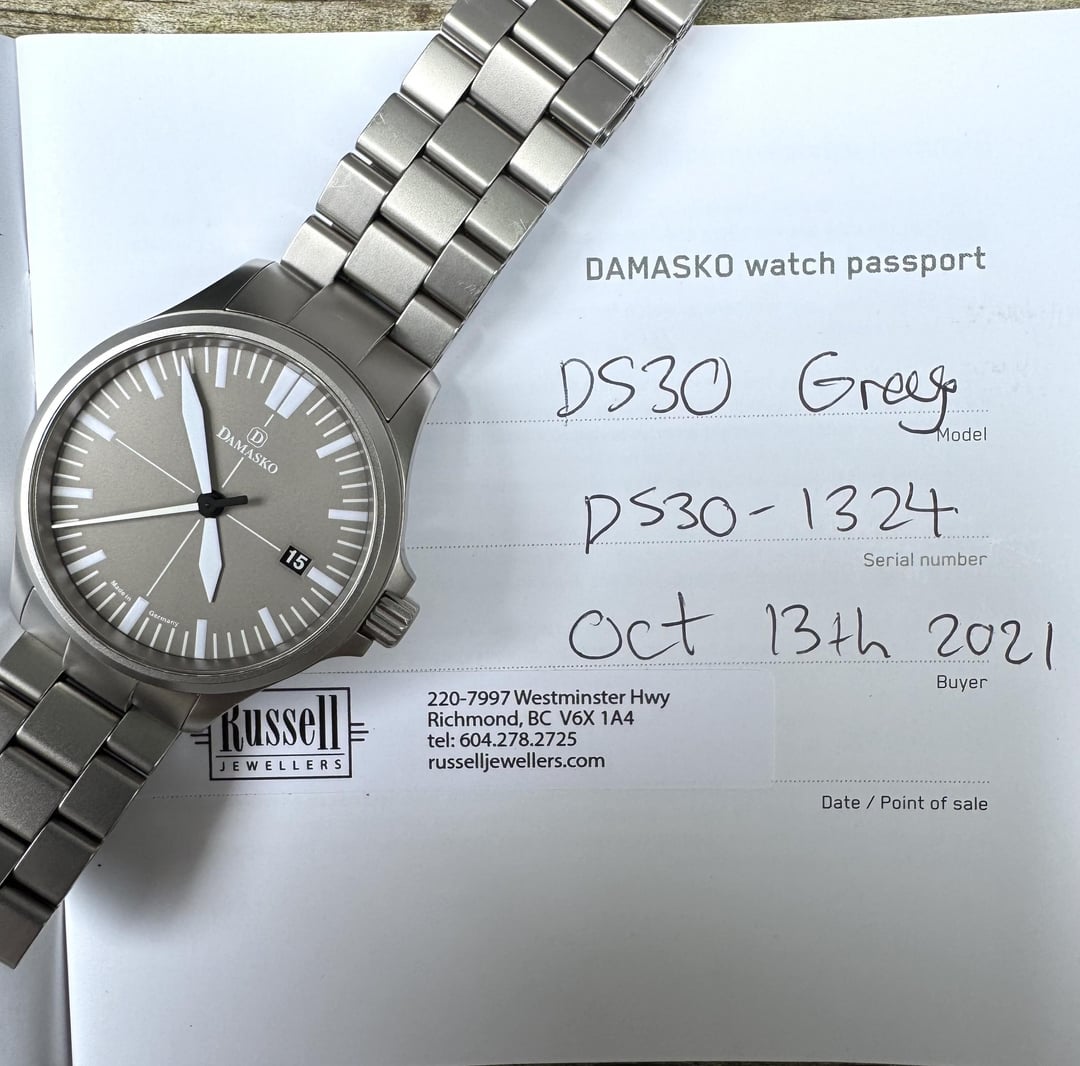 DAMASKO watch passport
DS30 Greey
Model
DS30-1324
Serial number
Oct 13th 2021
Buyer
Russell
JEWELLERS
220-7997 Westminster Hwy
Richmond, BC V6X 1A4
tel: 604.278.2725
russelljewellers.com
Date / Point of sale
D
DAMASKO
15
Made in Germany